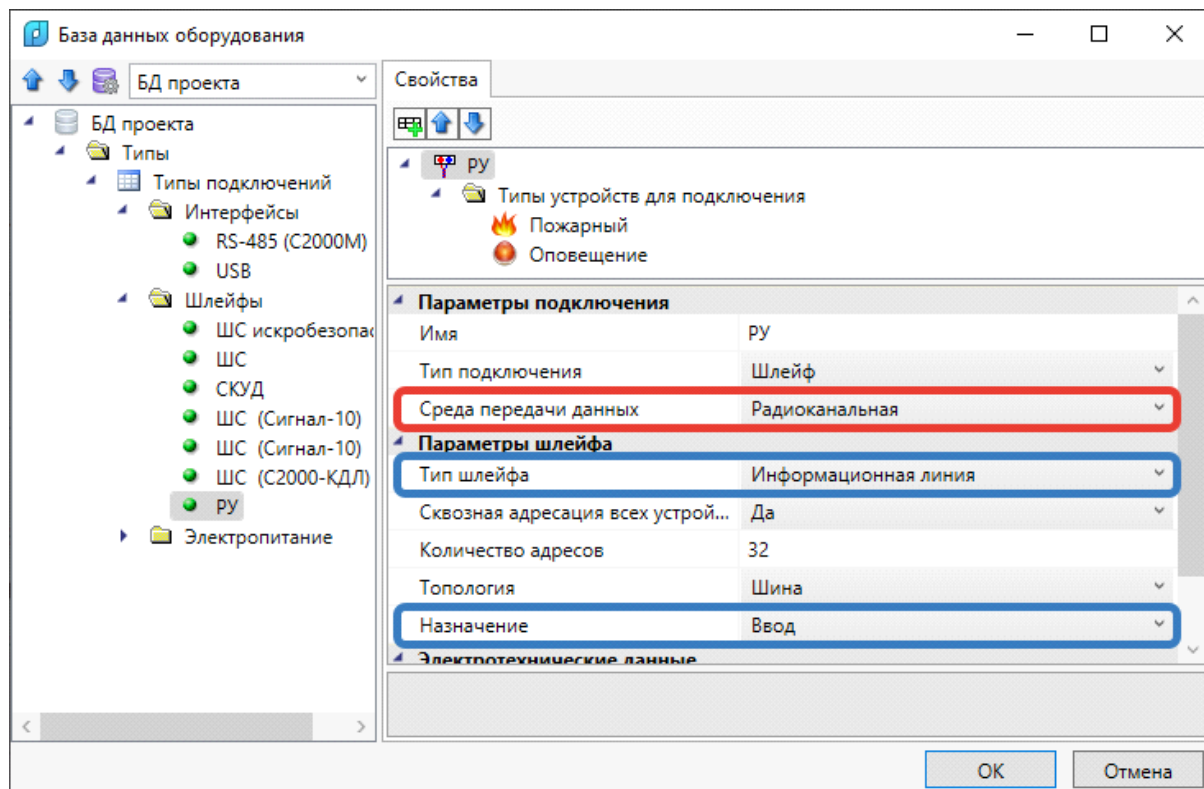 База данных оборудования
БД проекта
БД проекта
Типы
Типы подключений
Интерфейсы
RS-485 (С2000М)
USB
Шлейфы
ШС искробезопас
ШС
СКУД
ШС (Сигнал-10)
ШС (Сигнал-10)
ШС (С2000-КДЛ)
РУ
Электропитание
Свойства
РУ
Типы устройств для подключения
Пожарный
Оповещение
Параметры подключения
Имя РУ
Тип подключения Шлейф
Среда передачи данных Радиоканальная
Параметры шлейфа
Тип шлейфа Информационная линия
Сквозная адресация всех устрой... Да
Количество адресов 32
Топология Шина
Назначение Ввод
Электротехнические данные
ОК Отмена